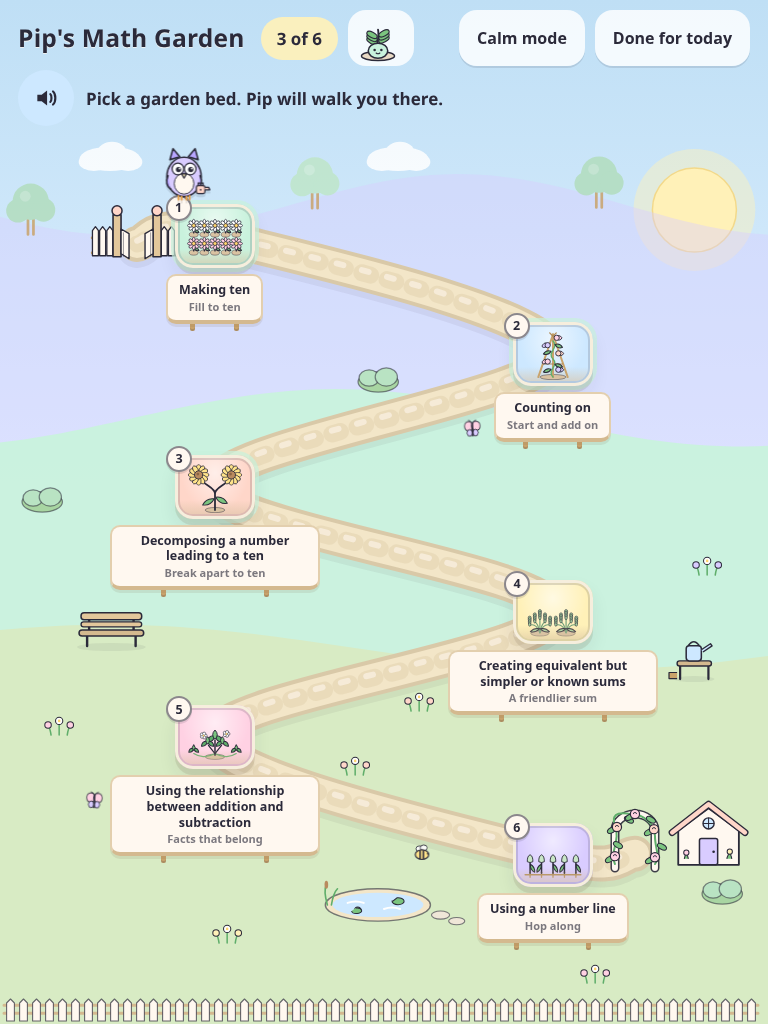 Pip's Math Garden
3 of 6
Calm mode
Done for today
Pick a garden bed. Pip will walk you there.
1
Making ten
Fill to ten
2
Counting on
Start and add on
3
Decomposing a number
leading to a ten
Break apart to ten
4
Creating equivalent but
simpler or known sums
A friendlier sum
5
Using the relationship
between addition and
subtraction
Facts that belong
6
Using a number line
Hop along